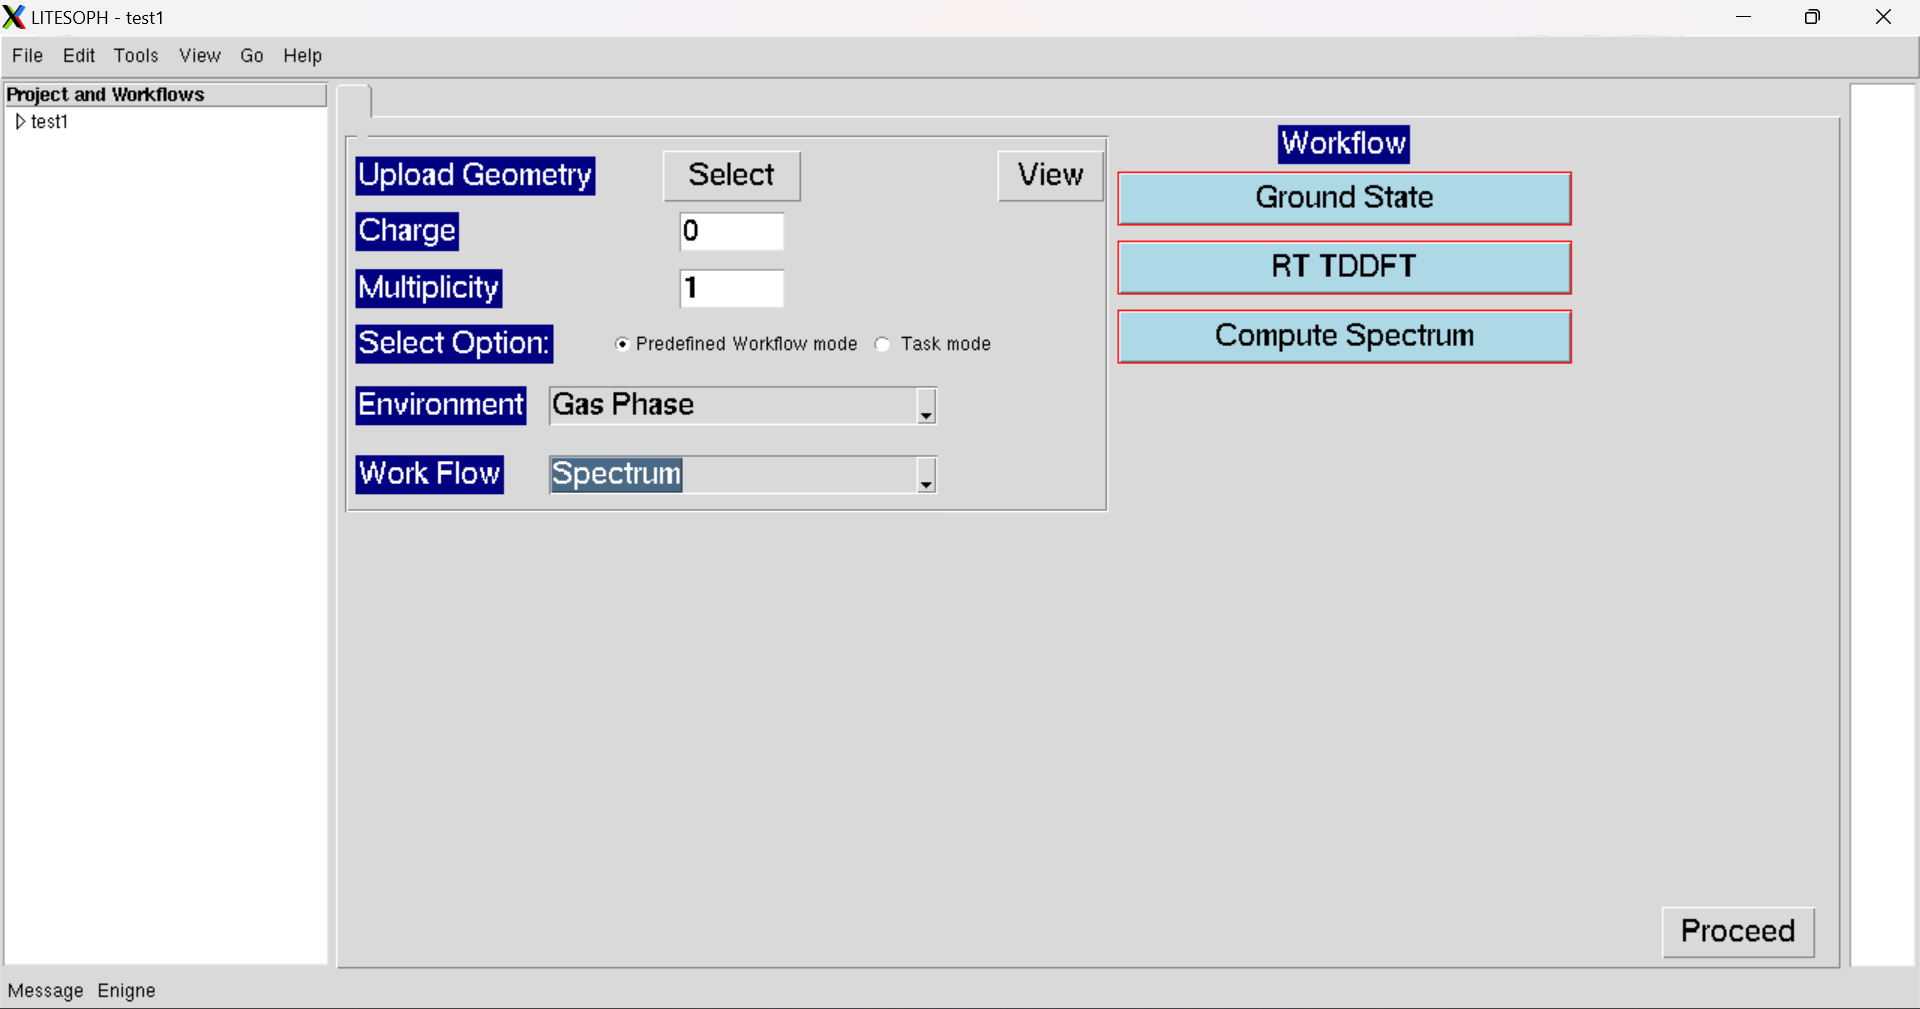 LITESOPH - test1
File Edit Tools View Go Help
Project and Workflows
test1
Upload Geometry Select View
Charge 0
Multiplicity 1
Select Option: Predefined Workflow mode Task mode
Environment Gas Phase
Work Flow Spectrum
Workflow
Ground State
RT TDDFT
Compute Spectrum
Proceed
Message Enigne